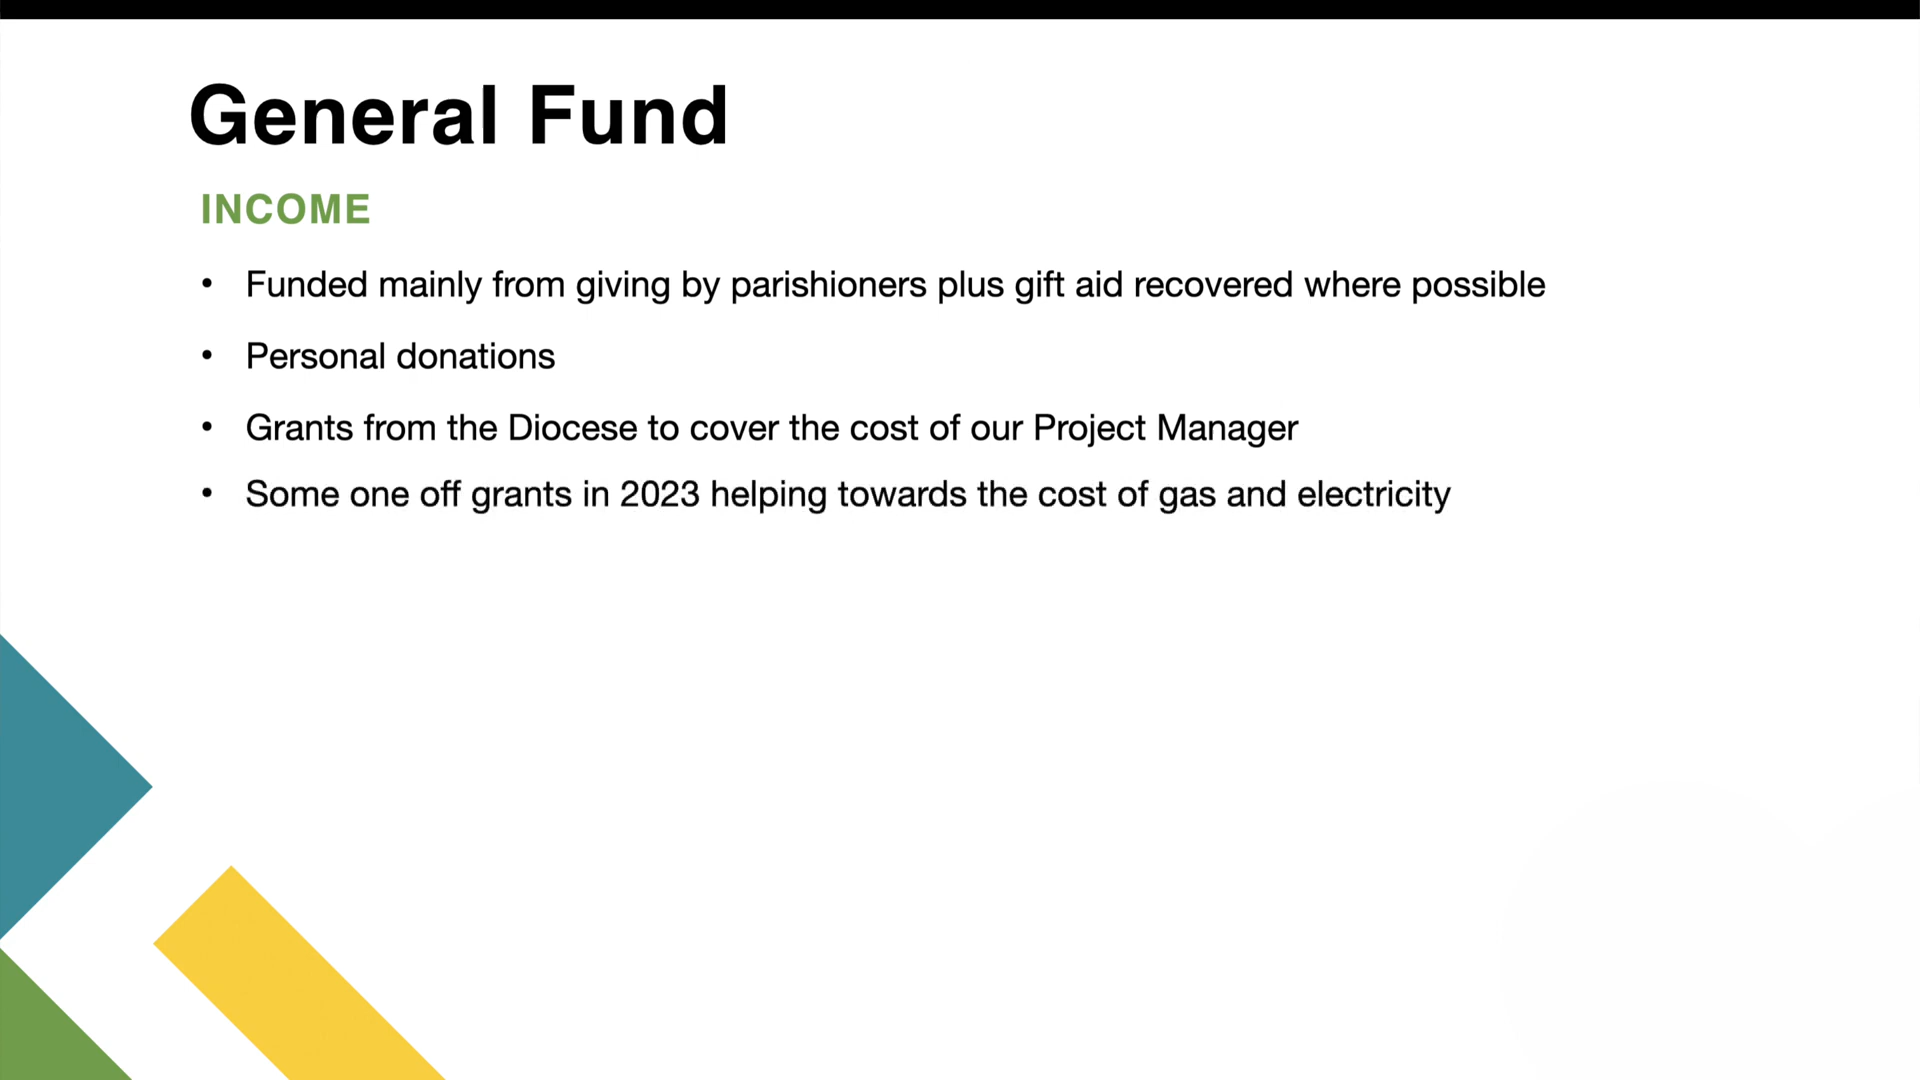 General Fund
INCOME
• Funded mainly from giving by parishioners plus gift aid recovered where possible
• Personal donations
• Grants from the Diocese to cover the cost of our Project Manager
• Some one off grants in 2023 helping towards the cost of gas and electricity